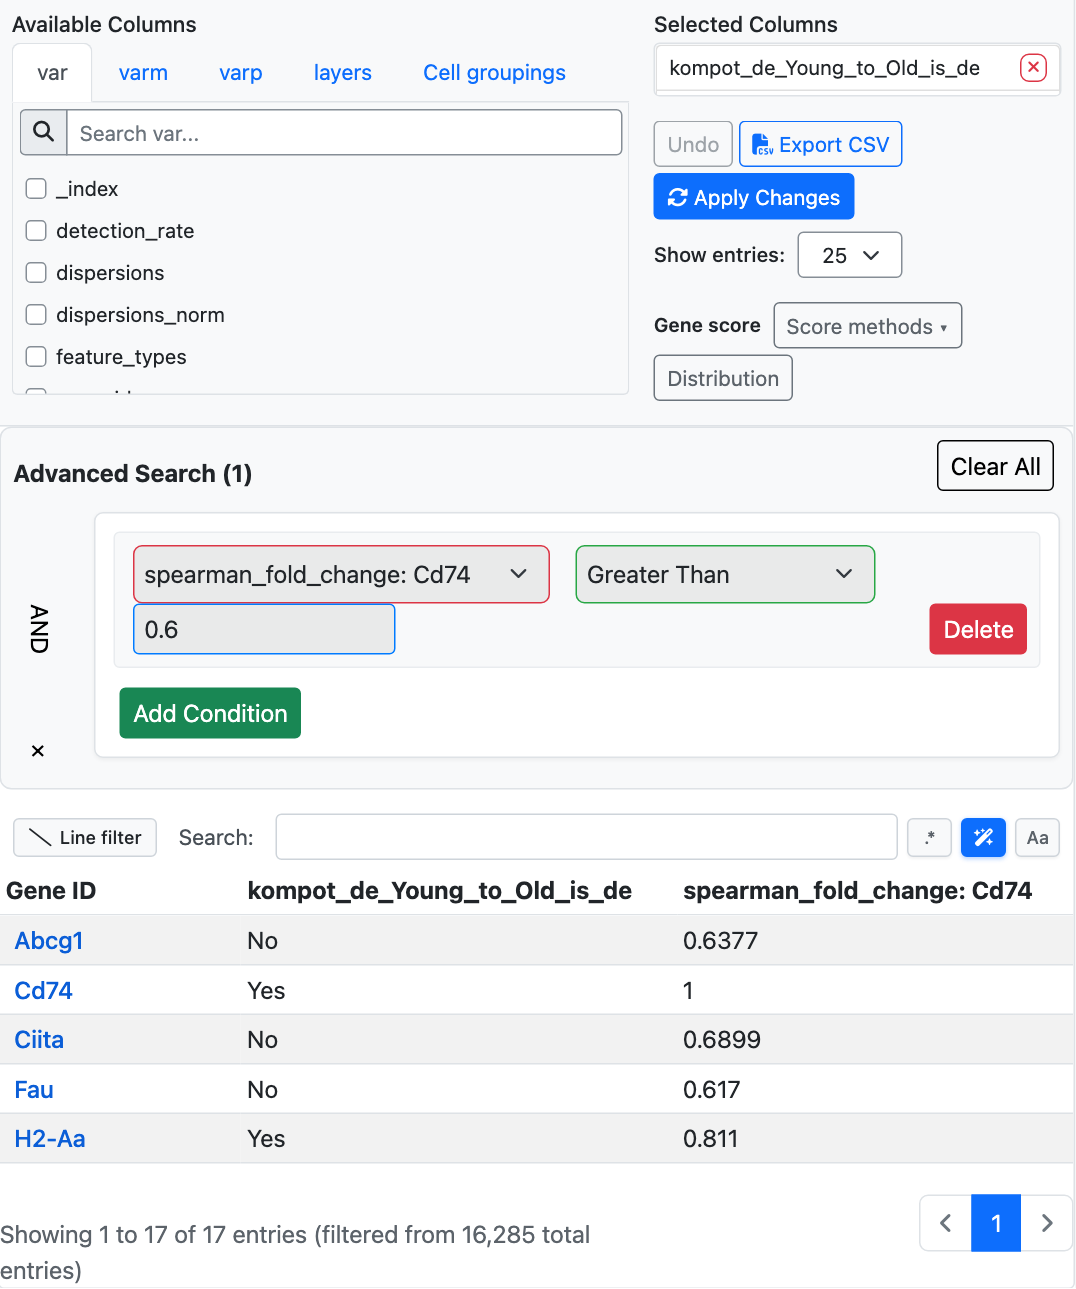 Available Columns
var
varm
varp
layers
Cell groupings
Search var...
_index
detection_rate
dispersions
dispersions_norm
feature_types
Selected Columns
kompot_de_Young_to_Old_is_de
Undo
CSV Export CSV
Apply Changes
Show entries: 25
Gene score Score methods ▾
Distribution
Advanced Search (1)
Clear All
AND
×
spearman_fold_change: Cd74
Greater Than
0.6
Delete
Add Condition
Line filter
Search:
.*
Aa
Gene ID kompot_de_Young_to_Old_is_de spearman_fold_change: Cd74
Abcg1 No 0.6377
Cd74 Yes 1
Ciita No 0.6899
Fau No 0.617
H2-Aa Yes 0.811
Showing 1 to 17 of 17 entries (filtered from 16,285 total
entries)
1